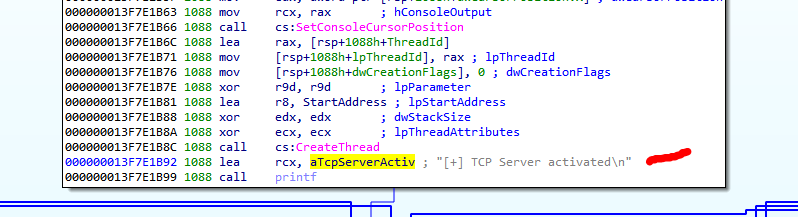 000000013F7E1B63 1088 mov     rcx, rax ; hConsoleOutput
000000013F7E1B66 1088 call    cs:SetConsoleCursorPosition
000000013F7E1B6C 1088 lea     rax, [rsp+1088h+ThreadId]
000000013F7E1B71 1088 mov     [rsp+1088h+lpThreadId], rax ; lpThreadId
000000013F7E1B76 1088 mov     [rsp+1088h+dwCreationFlags], 0 ; dwCreationFlags
000000013F7E1B7E 1088 xor     r9d, r9d        ; lpParameter
000000013F7E1B81 1088 lea     r8, StartAddress ; lpStartAddress
000000013F7E1B88 1088 xor     edx, edx        ; dwStackSize
000000013F7E1B8A 1088 xor     ecx, ecx        ; lpThreadAttributes
000000013F7E1B8C 1088 call    cs:CreateThread
000000013F7E1B92 1088 lea     rcx, aTcpServerActiv ; "[+] TCP Server activated\n"
000000013F7E1B99 1088 call    printf